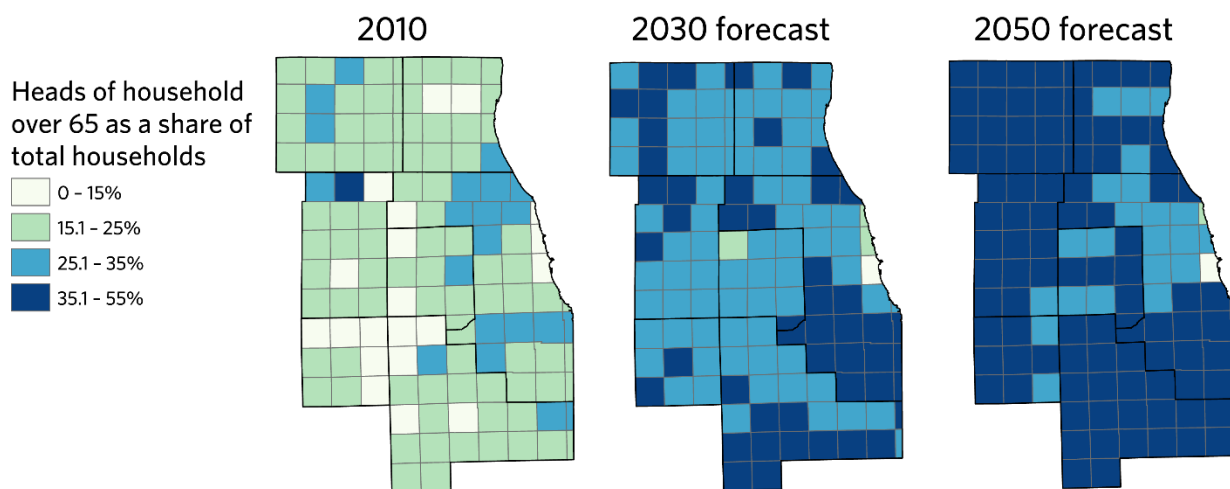 2010
2030 forecast
2050 forecast
Heads of household
over 65 as a share of
total households
0 – 15%
15.1 – 25%
25.1 – 35%
35.1 – 55%